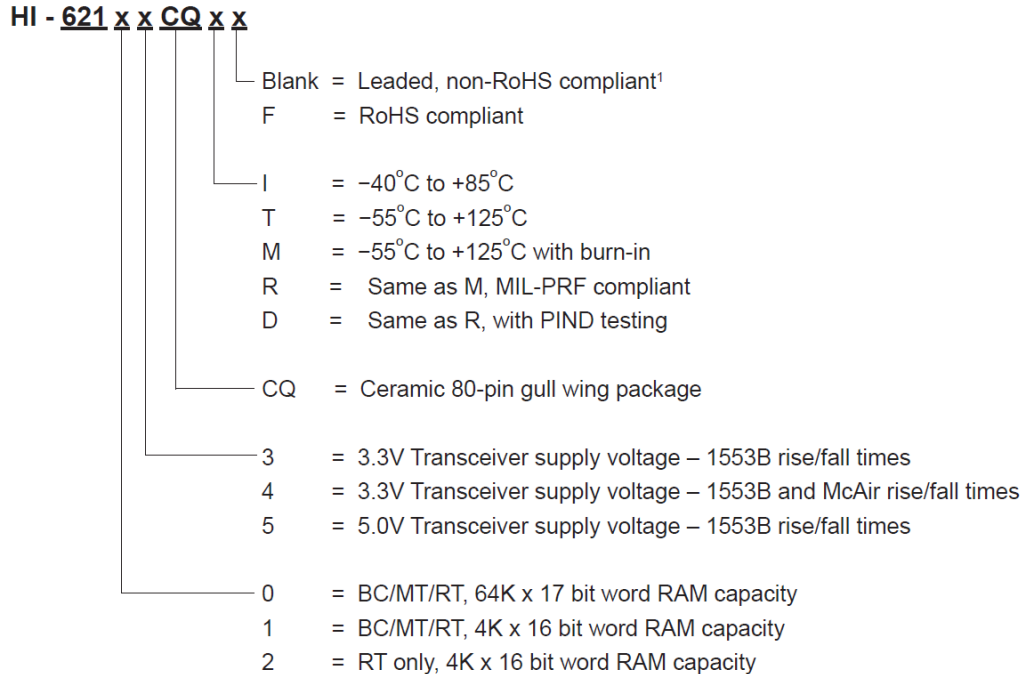 HI - 621 x x CQ x x
Blank = Leaded, non-RoHS compliant¹
F = RoHS compliant
I = −40°C to +85°C
T = −55°C to +125°C
M = −55°C to +125°C with burn-in
R = Same as M, MIL-PRF compliant
D = Same as R, with PIND testing
CQ = Ceramic 80-pin gull wing package
3 = 3.3V Transceiver supply voltage – 1553B rise/fall times
4 = 3.3V Transceiver supply voltage – 1553B and McAir rise/fall times
5 = 5.0V Transceiver supply voltage – 1553B rise/fall times
0 = BC/MT/RT, 64K x 17 bit word RAM capacity
1 = BC/MT/RT, 4K x 16 bit word RAM capacity
2 = RT only, 4K x 16 bit word RAM capacity